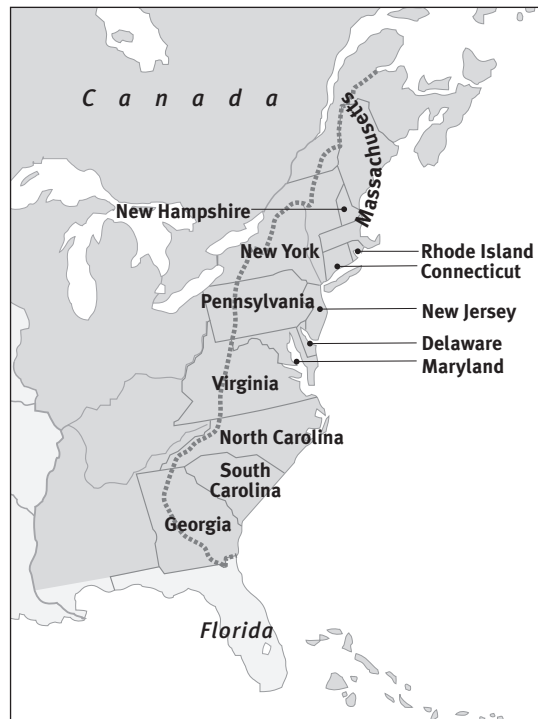 Canada
Massachusetts
New Hampshire
New York
Rhode Island
Connecticut
Pennsylvania
New Jersey
Delaware
Maryland
Virginia
North Carolina
South
Carolina
Georgia
Florida